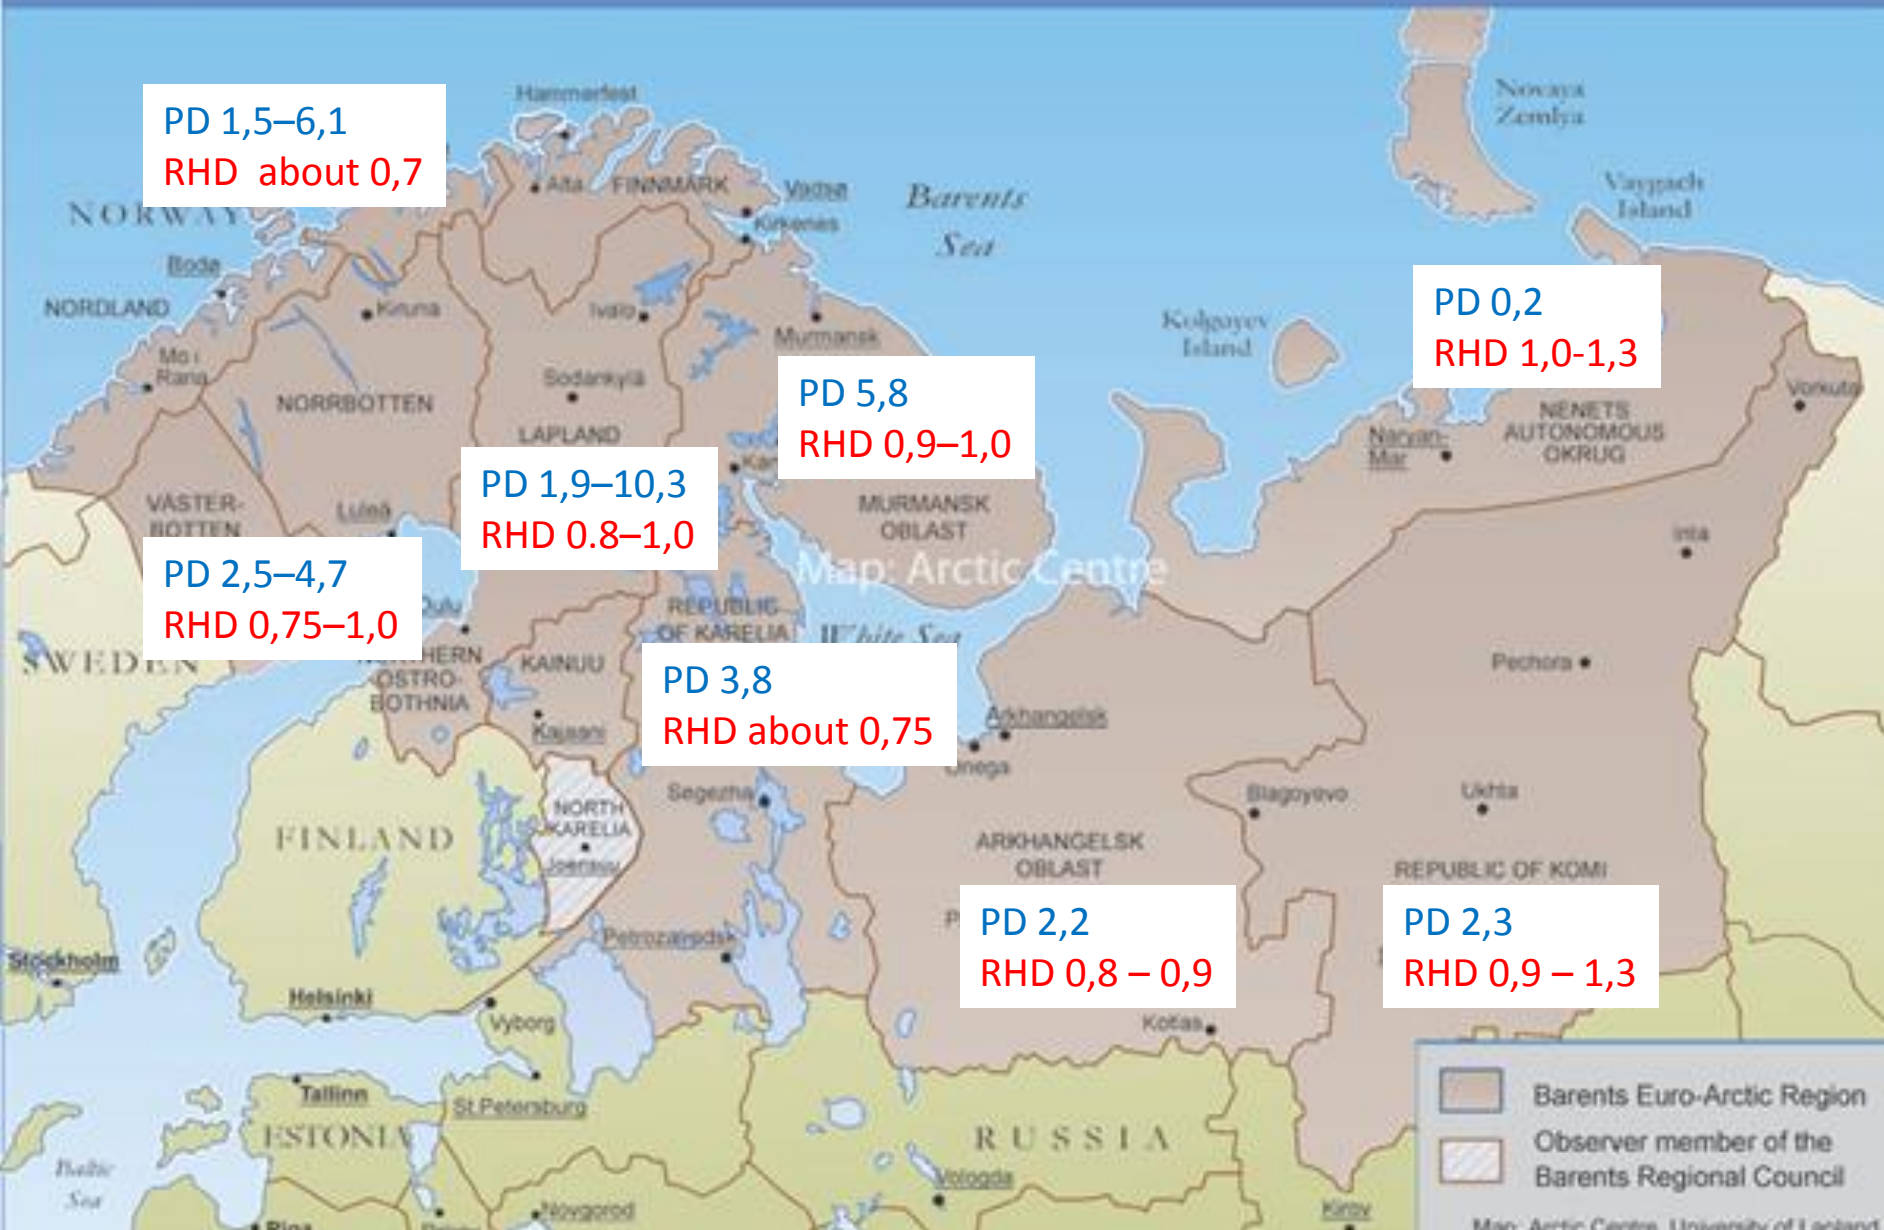 Hammerfest
PD 1,5–6,1
RHD  about 0,7
Novaya
Zemlya
Alta
FINNMARK
Vadsø
Kirkenes
Vaygach
Island
NORWAY
Barents
Sea
Bodø
NORDLAND
Kiruna
Ivalo
Murmansk
Kolgoyev
Island
PD 0,2
RHD 1,0-1,3
Mo i
Rana
Sodankylä
NORRBOTTEN
LAPLAND
PD 5,8
RHD 0,9–1,0
Vorkuta
NENETS
AUTONOMOUS
OKRUG
Naryan-
Mar
PD 1,9–10,3
RHD 0.8–1,0
VÄSTER-
BOTTEN
Luleå
MURMANSK
OBLAST
Inta
Map: Arctic Centre
PD 2,5–4,7
RHD 0,75–1,0
Oulu
REPUBLIC
OF KARELIA
White Sea
SWEDEN
NORTHERN
OSTRO-
BOTHNIA
KAINUU
Kajaani
PD 3,8
RHD about 0,75
Pechora
Arkhangelsk
Onega
Segezha
Blagoyevo
Ukhta
FINLAND
NORTH
KARELIA
Joensuu
ARKHANGELSK
OBLAST
REPUBLIC OF KOMI
PD 2,2
RHD 0,8 – 0,9
PD 2,3
RHD 0,9 – 1,3
Petrozavodsk
Stockholm
Helsinki
Vyborg
Kotlas
Tallinn
St.Petersburg
ESTONIA
RUSSIA
Baltic
Sea
Vologda
Novgorod
Riga
Kirov
Barents Euro-Arctic Region
Observer member of the
Barents Regional Council
Map: Arctic Centre, University of Lapland